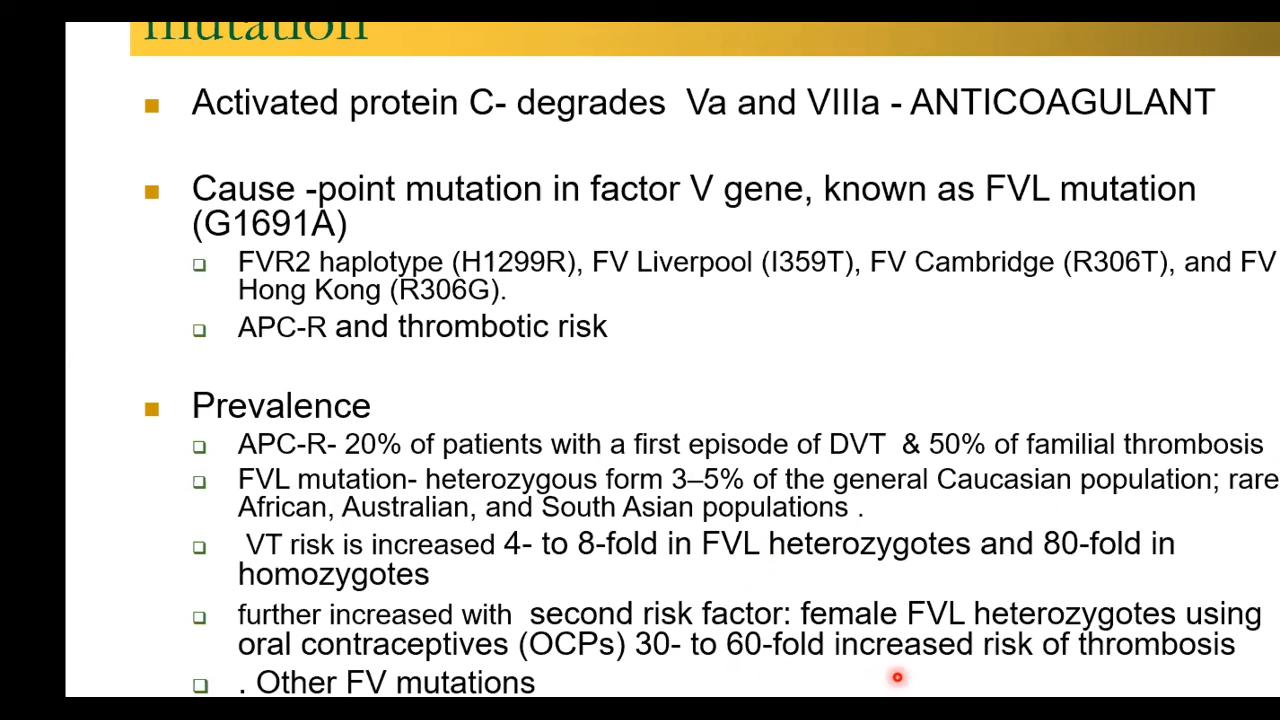 mutation
Activated protein C- degrades Va and VIIIa - ANTICOAGULANT
Cause -point mutation in factor V gene, known as FVL mutation
(G1691A)
FVR2 haplotype (H1299R), FV Liverpool (I359T), FV Cambridge (R306T), and FV
Hong Kong (R306G).
APC-R and thrombotic risk
Prevalence
APC-R- 20% of patients with a first episode of DVT & 50% of familial thrombosis
FVL mutation- heterozygous form 3–5% of the general Caucasian population; rare
African, Australian, and South Asian populations .
VT risk is increased 4- to 8-fold in FVL heterozygotes and 80-fold in
homozygotes
further increased with second risk factor: female FVL heterozygotes using
oral contraceptives (OCPs) 30- to 60-fold increased risk of thrombosis
. Other FV mutations